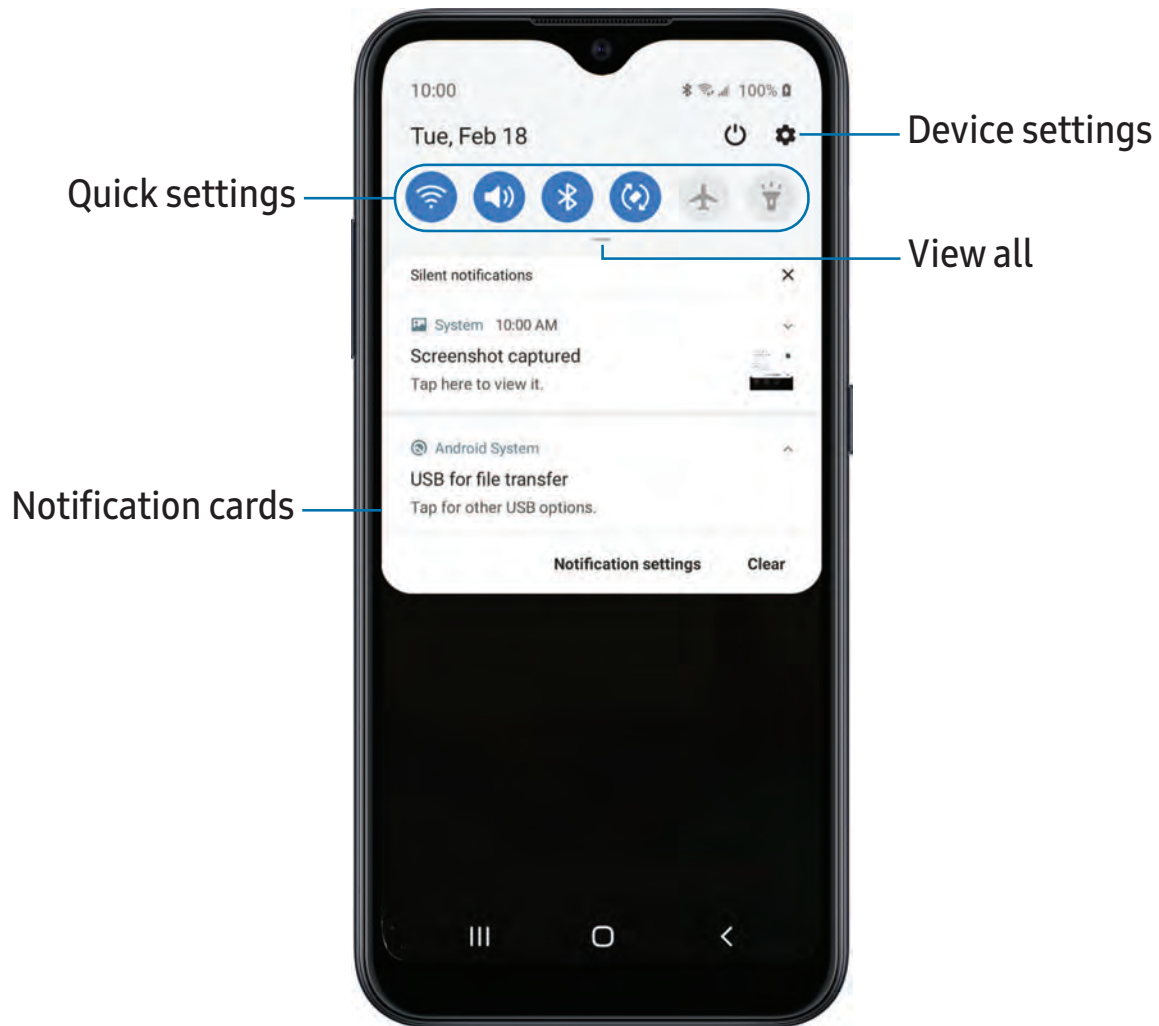 10:00 100%
Tue, Feb 18
Device settings
Quick settings
View all
Silent notifications
System 10:00 AM
Screenshot captured
Tap here to view it.
Android System
USB for file transfer
Notification cards
Tap for other USB options.
Notification settings Clear